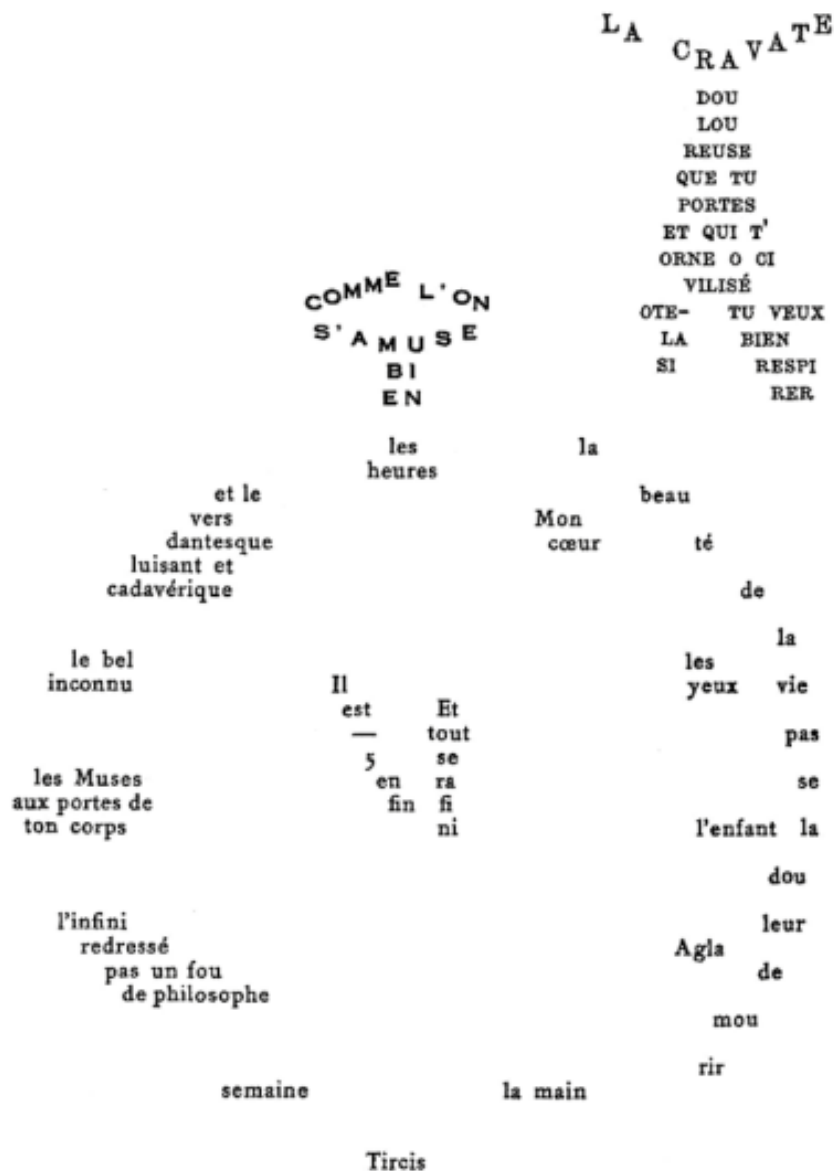 LA CRAVATE
DOU
LOU
REUSE
QUE TU
PORTES
ET QUI T'
ORNE O CI
VILISÉ
OTE- TU VEUX
LA BIEN
SI RESPI
RER
COMME L'ON
S'AMUSE
BI
EN
les
heures
la
beau
té
de
la
vie
pas
se
la
dou
leur
de
mou
rir
Mon
cœur
les
yeux
l'enfant
Agla
la main
Tircis
semaine
l'infini
redressé
pas un fou
de philosophe
les Muses
aux portes de
ton corps
le bel
inconnu
et le
vers
dantesque
luisant et
cadavérique
Il
est
—
5
en
fin
Et
tout
se
ra
fi
ni